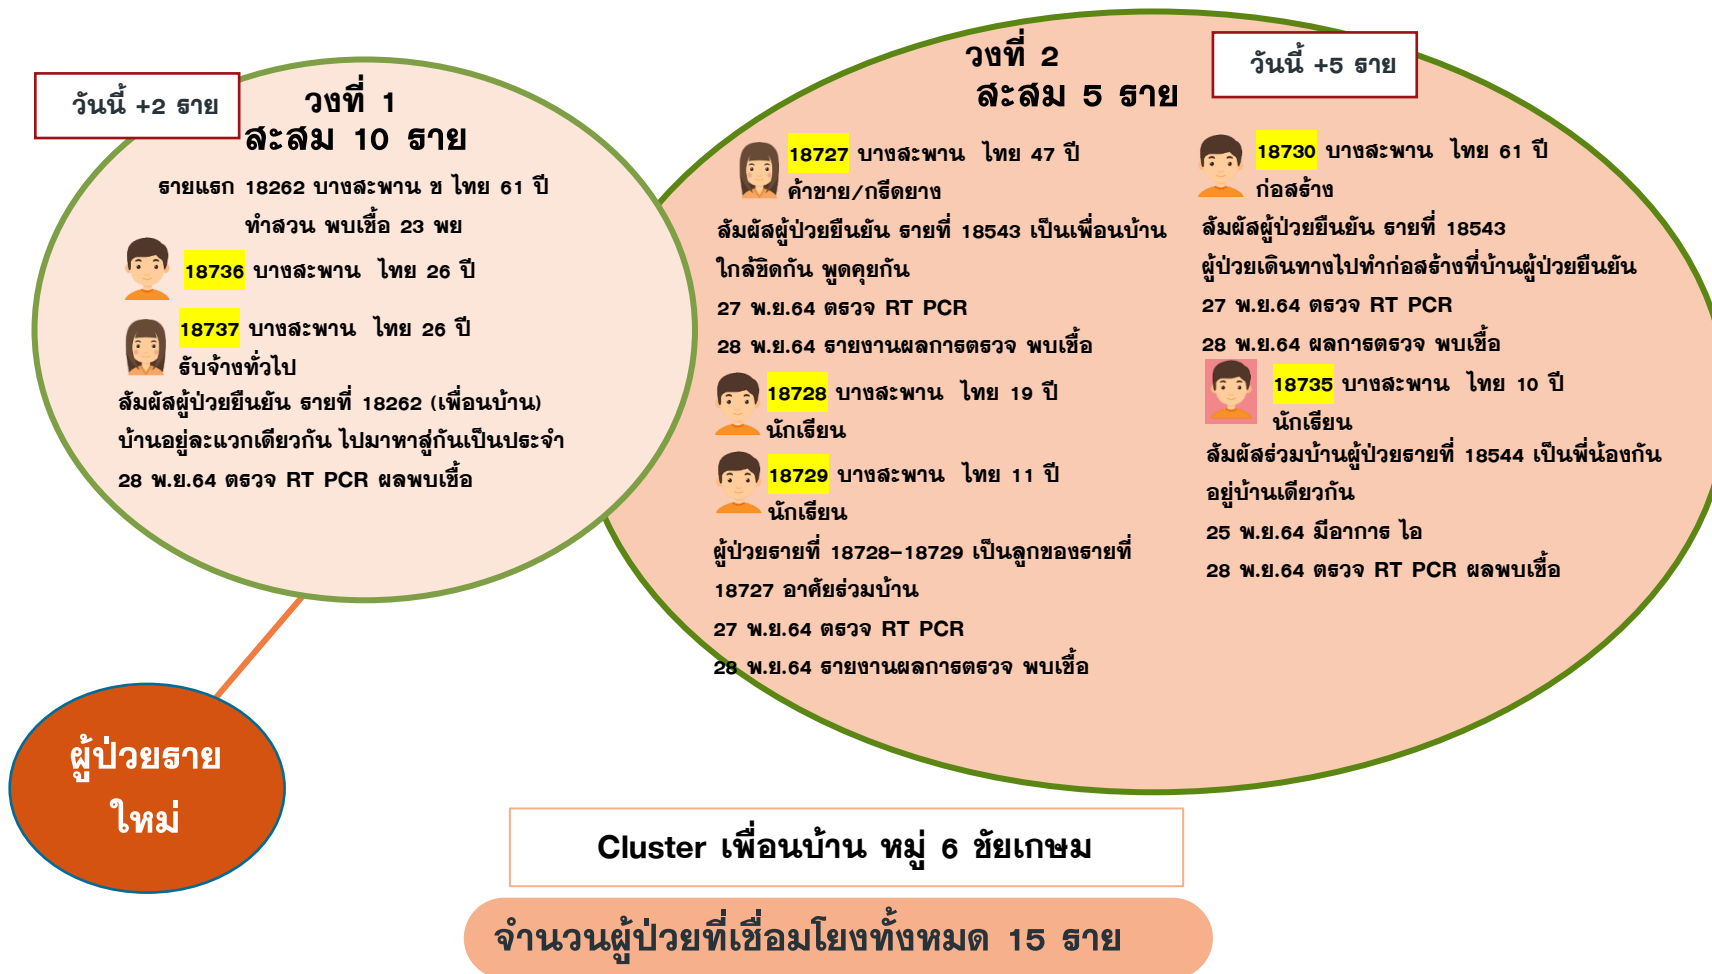 วันนี้ +2 ราย
วงที่ 1
สะสม 10 ราย
รายแรก 18262 บางสะพาน ช ไทย 61 ปี
ทำสวน พบเชื้อ 23 พย
18736 บางสะพาน ไทย 26 ปี
18737 บางสะพาน ไทย 26 ปี
รับจ้างทั่วไป
สัมผัสผู้ป่วยยืนยัน รายที่ 18262 (เพื่อนบ้าน)
บ้านอยู่ละแวกเดียวกัน ไปมาหาสู่กันเป็นประจำ
28 พ.ย.64 ตรวจ RT PCR ผลพบเชื้อ
วงที่ 2
สะสม 5 ราย
วันนี้ +5 ราย
18727 บางสะพาน ไทย 47 ปี
ค้าขาย/กรีดยาง
สัมผัสผู้ป่วยยืนยัน รายที่ 18543 เป็นเพื่อนบ้าน
ใกล้ชิดกัน พูดคุยกัน
27 พ.ย.64 ตรวจ RT PCR
28 พ.ย.64 รายงานผลการตรวจ พบเชื้อ
18728 บางสะพาน ไทย 19 ปี
นักเรียน
18729 บางสะพาน ไทย 11 ปี
นักเรียน
ผู้ป่วยรายที่ 18728-18729 เป็นลูกของรายที่
18727 อาศัยร่วมบ้าน
27 พ.ย.64 ตรวจ RT PCR
28 พ.ย.64 รายงานผลการตรวจ พบเชื้อ
18730 บางสะพาน ไทย 61 ปี
ก่อสร้าง
สัมผัสผู้ป่วยยืนยัน รายที่ 18543
ผู้ป่วยเดินทางไปทำก่อสร้างที่บ้านผู้ป่วยยืนยัน
27 พ.ย.64 ตรวจ RT PCR
28 พ.ย.64 ผลการตรวจ พบเชื้อ
18735 บางสะพาน ไทย 10 ปี
นักเรียน
สัมผัสร่วมบ้านผู้ป่วยรายที่ 18544 เป็นพี่น้องกัน
อยู่บ้านเดียวกัน
25 พ.ย.64 มีอาการ ไอ
28 พ.ย.64 ตรวจ RT PCR ผลพบเชื้อ
ผู้ป่วยราย
ใหม่
Cluster เพื่อนบ้าน หมู่ 6 ชัยเกษม
จำนวนผู้ป่วยที่เชื่อมโยงทั้งหมด 15 ราย